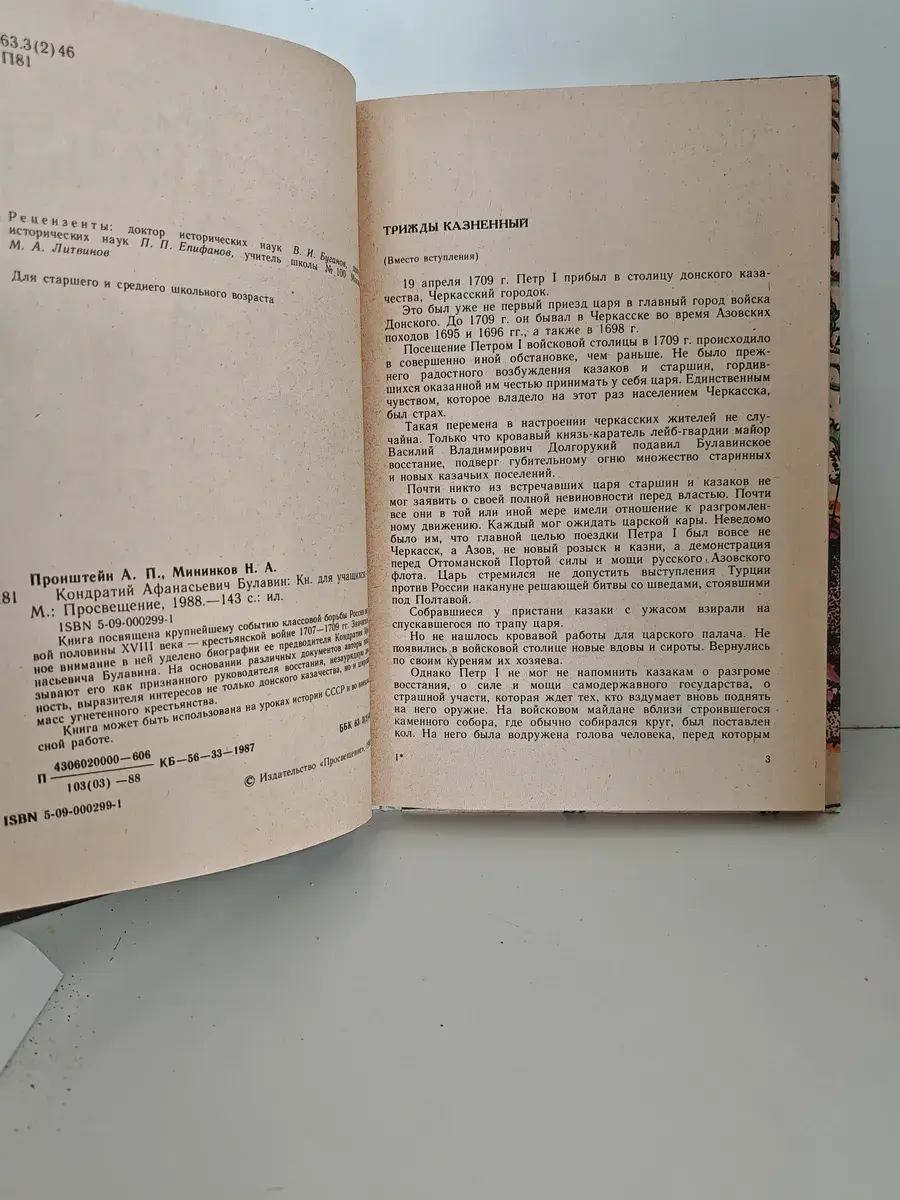 63.3(2)46
П81
Рецензенты: доктор исторических наук В. И. Буганов,
исторических наук П. П. Епифанов, учитель школы № 100
М. А. Литвинов
Для старшего и среднего школьного возраста
Пронштейн А. П., Мининков Н. А.
81 Кондратий Афанасьевич Булавин: Кн. для учащихся
М.: Просвещение, 1988.—143 с.: ил.
ISBN 5-09-000299-1
Книга посвящена крупнейшему событию классовой борьбы России
вой половины XVIII века — крестьянской войне 1707—1709 гг.
ное внимание в ней уделено биографии ее предводителя Кондратия
насьевича Булавина. На основании различных документов авторы
зывают его как признанного руководителя восстания, незаурядную
ность, выразителя интересов не только донского казачества, но и
масс угнетенного крестьянства.
Книга может быть использована на уроках истории СССР и во
сной работе.
П 4306020000—606 КБ—56—33—1987
103(03) —88
ББК
© Издательство «Просвещение»,
ISBN 5-09-000299-1
ТРИЖДЫ КАЗНЕННЫЙ
(Вместо вступления)
19 апреля 1709 г. Петр I прибыл в столицу донского каза-
чества, Черкасский городок.
Это был уже не первый приезд царя в главный город войска
Донского. До 1709 г. он бывал в Черкасске во время Азовских
походов 1695 и 1696 гг., а также в 1698 г.
Посещение Петром I войсковой столицы в 1709 г. происходило
в совершенно иной обстановке, чем раньше. Не было преж-
него радостного возбуждения казаков и старшин, гордив-
шихся оказанной им честью принимать у себя царя. Единственным
чувством, которое владело на этот раз населением Черкасска,
был страх.
Такая перемена в настроении черкасских жителей не слу-
чайна. Только что кровавый князь-каратель лейб-гвардии майор
Василий Владимирович Долгорукий подавил Булавинское
восстание, подверг губительному огню множество старинных
и новых казачьих поселений.
Почти никто из встречавших царя старшин и казаков не
мог заявить о своей полной невиновности перед властью. Почти
все они в той или иной мере имели отношение к разгромлен-
ному движению. Каждый мог ожидать царской кары. Неведомо
было им, что главной целью поездки Петра I был вовсе не
Черкасск, а Азов, не новый розыск и казни, а демонстрация
перед Оттоманской Портой силы и мощи русского Азовского
флота. Царь стремился не допустить выступления Турции
против России накануне решающей битвы со шведами, стоявшими
под Полтавой.
Собравшиеся у пристани казаки с ужасом взирали на
спускавшегося по трапу царя.
Но не нашлось кровавой работы для царского палача. Не
появились в войсковой столице новые вдовы и сироты. Вернулись
по своим куреням их хозяева.
Однако Петр I не мог не напомнить казакам о разгроме
восстания, о силе и мощи самодержавного государства, о
страшной участи, которая ждет тех, кто вздумает вновь поднять
на него оружие. На войсковом майдане вблизи строившегося
каменного собора, где обычно собирался круг, был поставлен
кол. На него была водружена голова человека, перед которым
1*
3